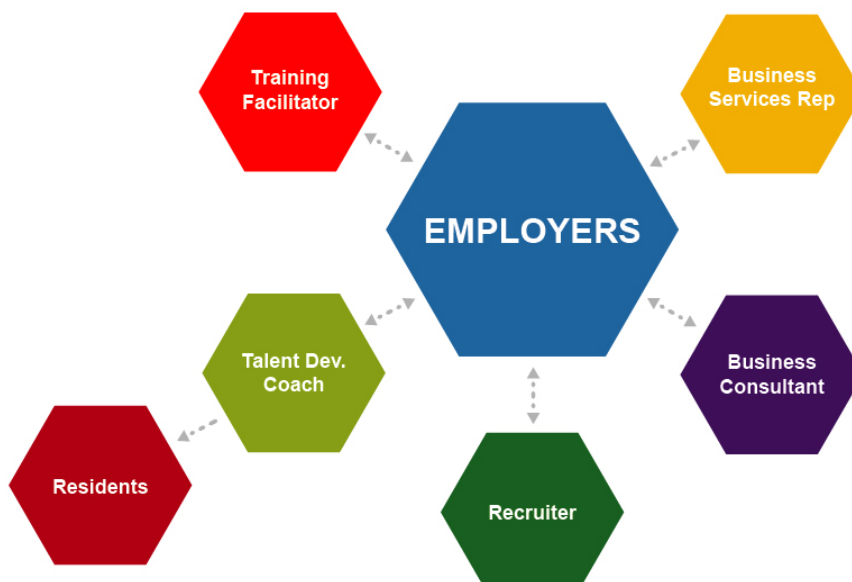 Training
Facilitator
Business
Services Rep
EMPLOYERS
Talent Dev.
Coach
Business
Consultant
Residents
Recruiter